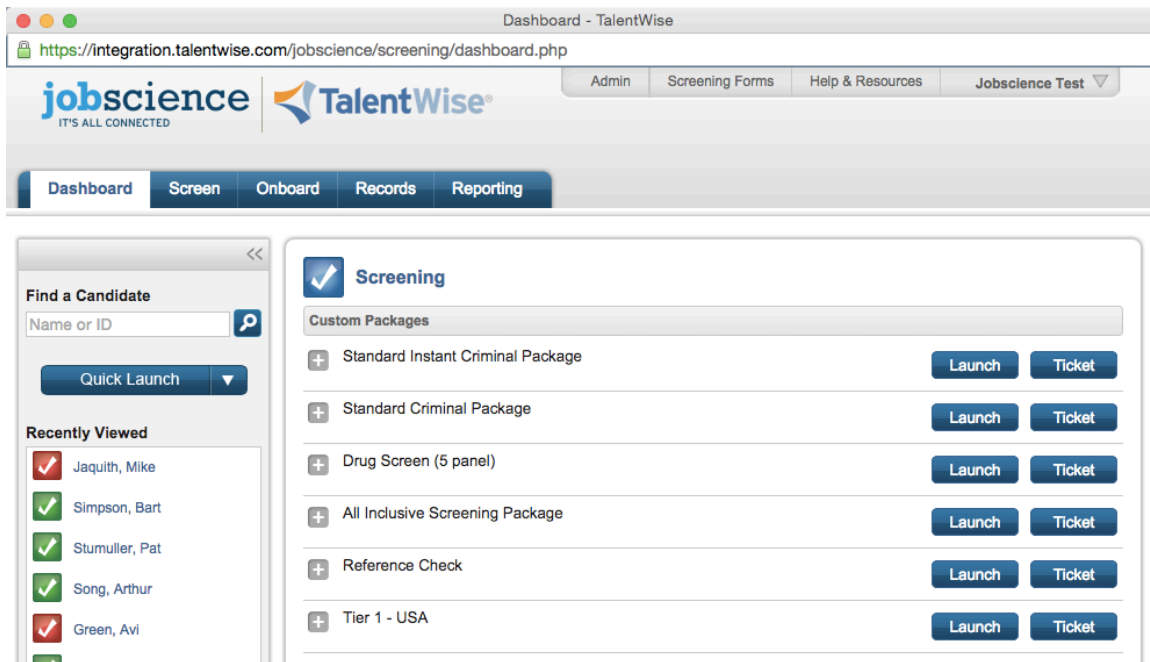 Dashboard - TalentWise
https://integration.talentwise.com/jobscience/screening/dashboard.php
jobscience
IT'S ALL CONNECTED
TalentWise®
Admin
Screening Forms
Help & Resources
Jobscience Test
Dashboard
Screen
Onboard
Records
Reporting
<<
Find a Candidate
Name or ID
Quick Launch
Recently Viewed
Jaquith, Mike
Simpson, Bart
Stumuller, Pat
Song, Arthur
Green, Avi
Screening
Custom Packages
Standard Instant Criminal Package
Launch
Ticket
Standard Criminal Package
Launch
Ticket
Drug Screen (5 panel)
Launch
Ticket
All Inclusive Screening Package
Launch
Ticket
Reference Check
Launch
Ticket
Tier 1 - USA
Launch
Ticket